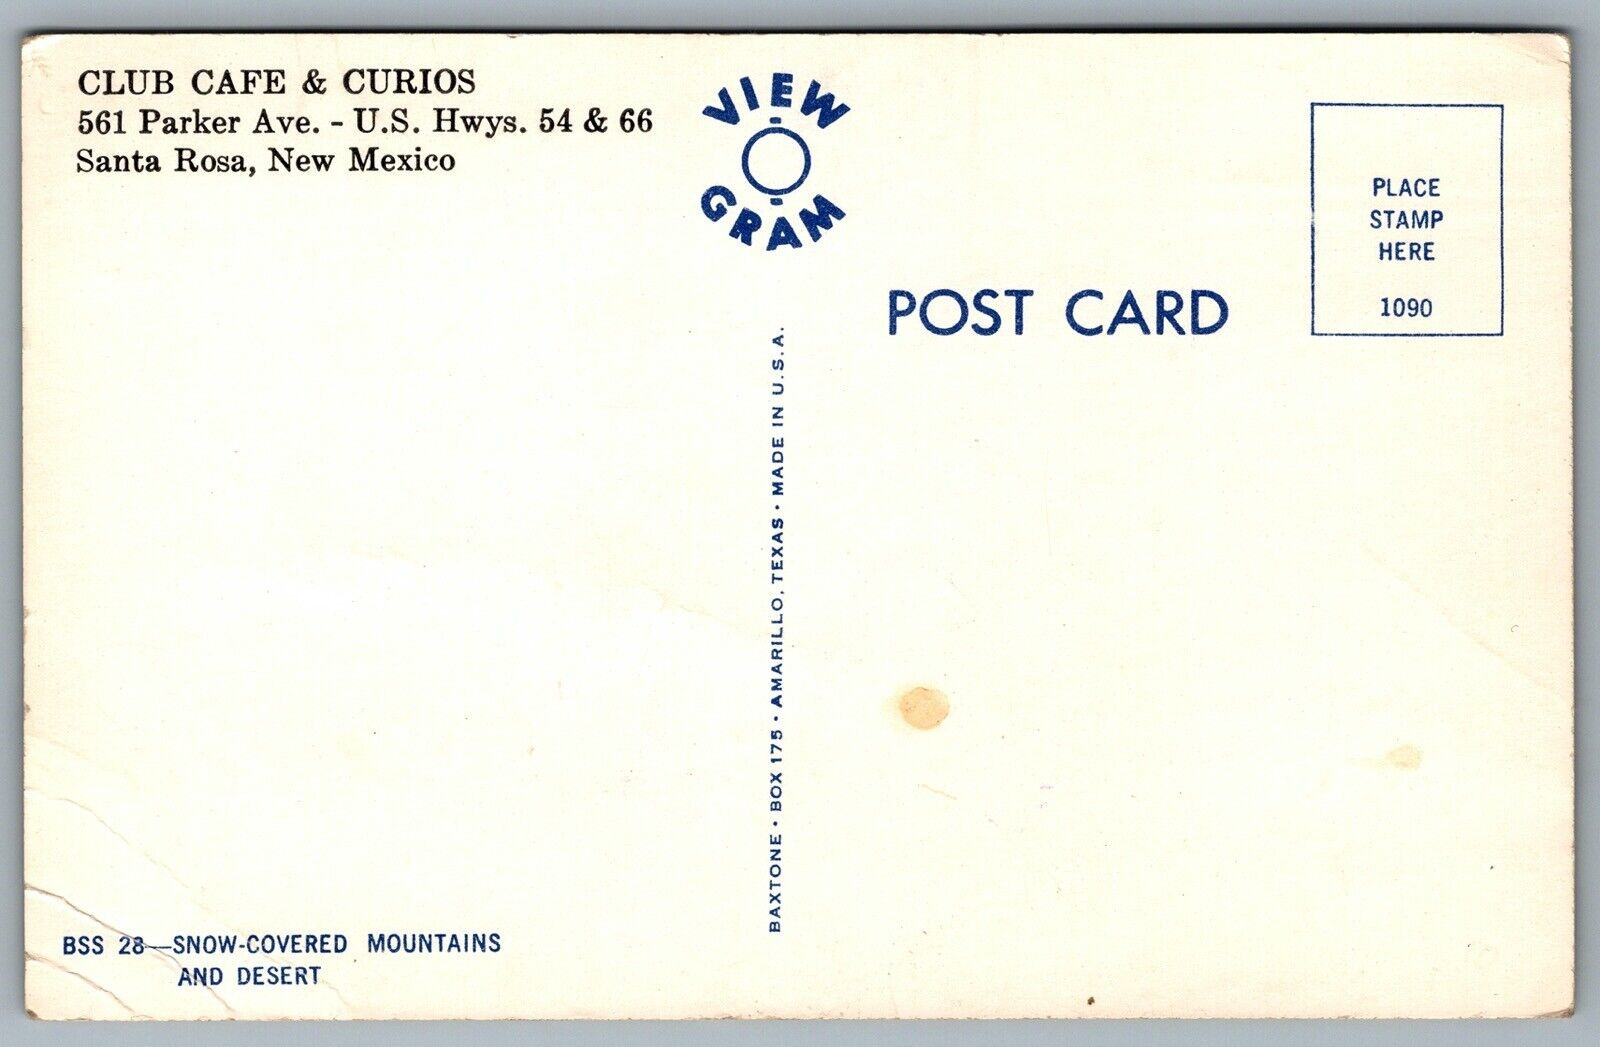 CLUB CAFE & CURIOS
561 Parker Ave. - U.S. Hwys. 54 & 66
Santa Rosa, New Mexico
VIEW
GRAM
PLACE
STAMP
HERE
1090
POST CARD
BAXTONE • BOX 175 • AMARILLO, TEXAS • MADE IN U.S.A.
BSS 28—SNOW-COVERED MOUNTAINS
AND DESERT